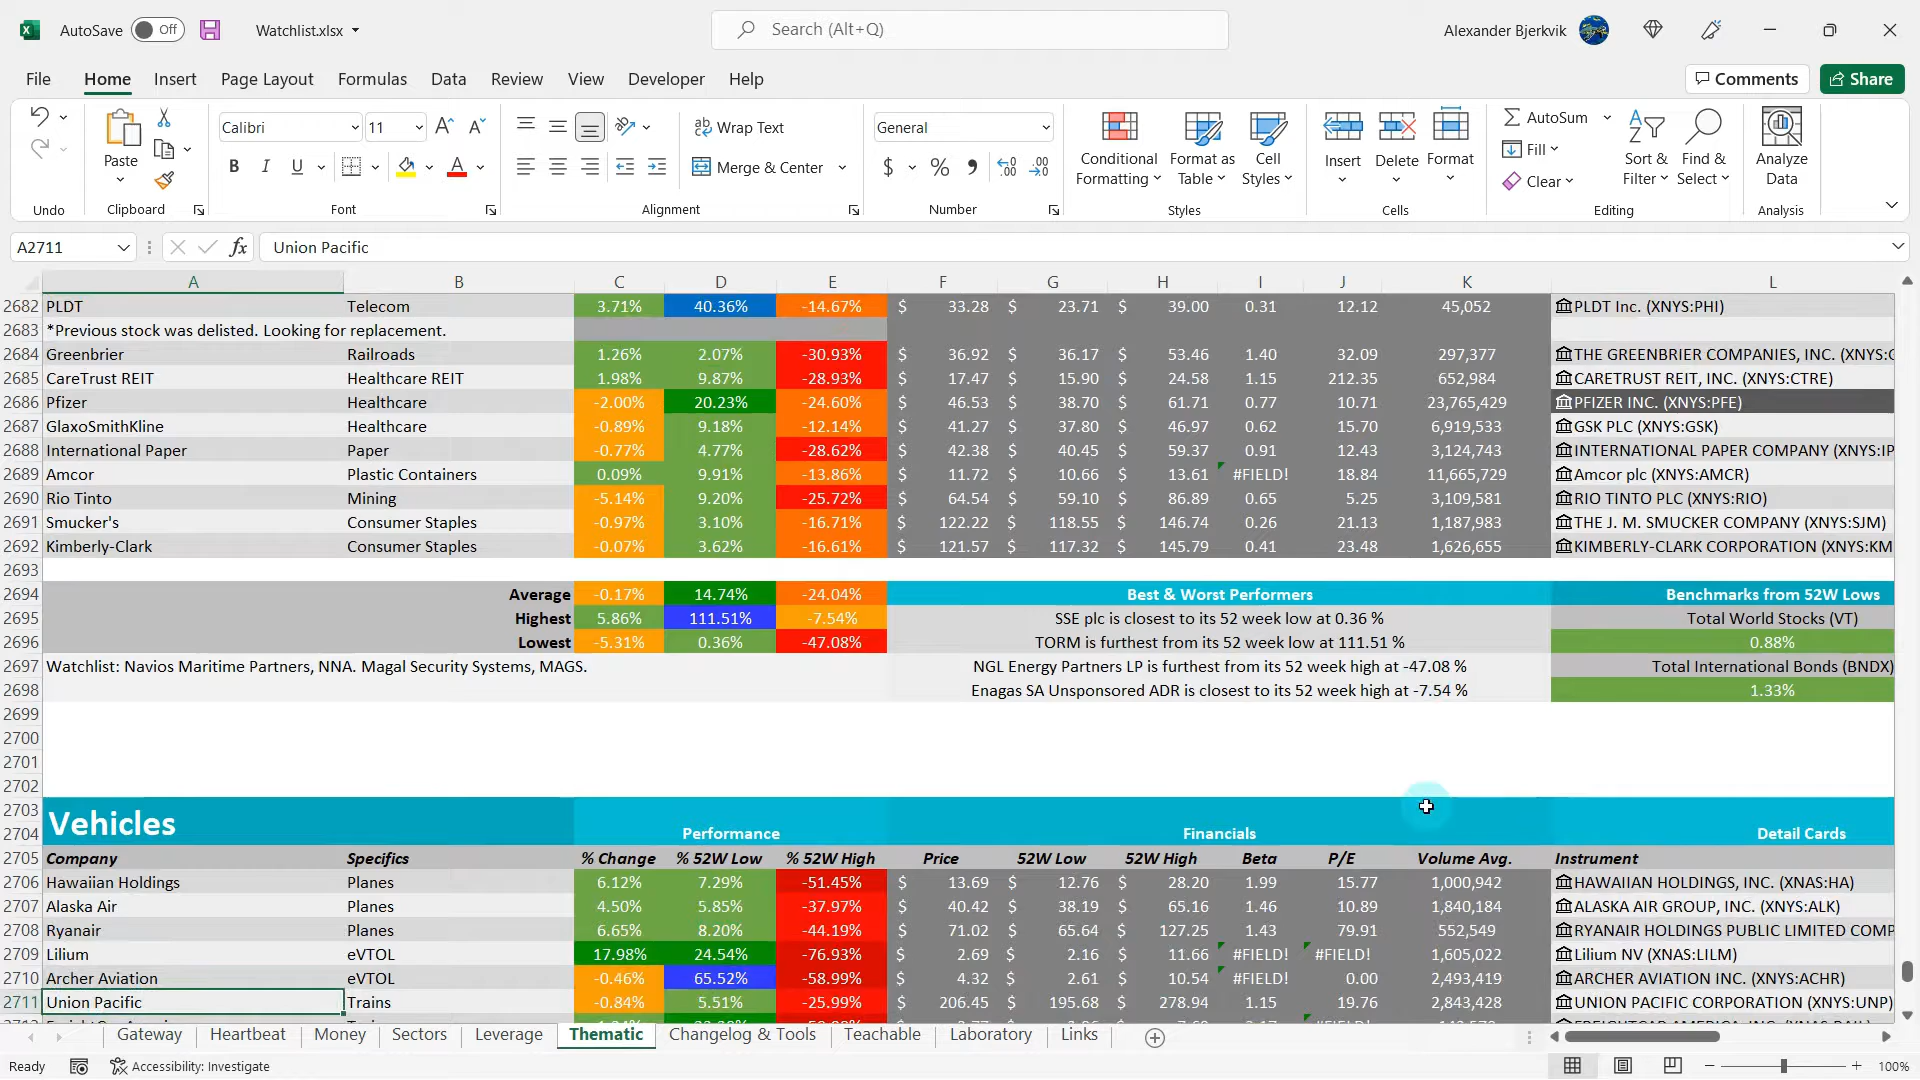 AutoSave Off Watchlist.xlsx Search (Alt+Q) Alexander Bjerkvik
File Home Insert Page Layout Formulas Data Review View Developer Help Comments Share
Calibri 11 Wrap Text General AutoSum
Paste B I U Merge & Center $ % Conditional Formatting Format as Table Cell Styles Insert Delete Format Fill Clear Sort & Filter Find & Select Analyze Data
Undo Clipboard Font Alignment Number Styles Cells Editing Analysis
A2711 fx Union Pacific
A B C D E F G H I J K L
2682 PLDT Telecom 3.71% 40.36% -14.67% $ 33.28 $ 23.71 $ 39.00 0.31 12.12 45,052 PLDT Inc. (XNYS:PHI)
2683 *Previous stock was delisted. Looking for replacement.
2684 Greenbrier Railroads 1.26% 2.07% -30.93% $ 36.92 $ 36.17 $ 53.46 1.40 32.09 297,377 THE GREENBRIER COMPANIES, INC. (XNYS:G
2685 CareTrust REIT Healthcare REIT 1.98% 9.87% -28.93% $ 17.47 $ 15.90 $ 24.58 1.15 212.35 652,984 CARETRUST REIT, INC. (XNYS:CTRE)
2686 Pfizer Healthcare -2.00% 20.23% -24.60% $ 46.53 $ 38.70 $ 61.71 0.77 10.71 23,765,429 PFIZER INC. (XNYS:PFE)
2687 GlaxoSmithKline Healthcare -0.89% 9.18% -12.14% $ 41.27 $ 37.80 $ 46.97 0.62 15.70 6,919,533 GSK PLC (XNYS:GSK)
2688 International Paper Paper -0.77% 4.77% -28.62% $ 42.38 $ 40.45 $ 59.37 0.91 12.43 3,124,743 INTERNATIONAL PAPER COMPANY (XNYS:IP
2689 Amcor Plastic Containers 0.09% 9.91% -13.86% $ 11.72 $ 10.66 $ 13.61 #FIELD! 18.84 11,665,729 Amcor plc (XNYS:AMCR)
2690 Rio Tinto Mining -5.14% 9.20% -25.72% $ 64.54 $ 59.10 $ 86.89 0.65 5.25 3,109,581 RIO TINTO PLC (XNYS:RIO)
2691 Smucker's Consumer Staples -0.97% 3.10% -16.71% $ 122.22 $ 118.55 $ 146.74 0.26 21.13 1,187,983 THE J. M. SMUCKER COMPANY (XNYS:SJM)
2692 Kimberly-Clark Consumer Staples -0.07% 3.62% -16.61% $ 121.57 $ 117.32 $ 145.79 0.41 23.48 1,626,655 KIMBERLY-CLARK CORPORATION (XNYS:KM
2693
2694 Average -0.17% 14.74% -24.04% Best & Worst Performers Benchmarks from 52W Lows
2695 Highest 5.86% 111.51% -7.54% SSE plc is closest to its 52 week low at 0.36 % Total World Stocks (VT)
2696 Lowest -5.31% 0.36% -47.08% TORM is furthest from its 52 week low at 111.51 % 0.88%
2697 Watchlist: Navios Maritime Partners, NNA. Magal Security Systems, MAGS. NGL Energy Partners LP is furthest from its 52 week high at -47.08 % Total International Bonds (BNDX)
2698 Enagas SA Unsponsored ADR is closest to its 52 week high at -7.54 % 1.33%
2699
2700
2701
2702
2703 Vehicles
2704 Performance Financials Detail Cards
2705 Company Specifics % Change % 52W Low % 52W High Price 52W Low 52W High Beta P/E Volume Avg. Instrument
2706 Hawaiian Holdings Planes 6.12% 7.29% -51.45% $ 13.69 $ 12.76 $ 28.20 1.99 15.77 1,000,942 HAWAIIAN HOLDINGS, INC. (XNAS:HA)
2707 Alaska Air Planes 4.50% 5.85% -37.97% $ 40.42 $ 38.19 $ 65.16 1.46 10.89 1,840,184 ALASKA AIR GROUP, INC. (XNYS:ALK)
2708 Ryanair Planes 6.65% 8.20% -44.19% $ 71.02 $ 65.64 $ 127.25 1.43 79.91 552,549 RYANAIR HOLDINGS PUBLIC LIMITED COMP
2709 Lilium eVTOL 17.98% 24.54% -76.93% $ 2.69 $ 2.16 $ 11.66 #FIELD! #FIELD! 1,605,022 Lilium NV (XNAS:LILM)
2710 Archer Aviation eVTOL -0.46% 65.52% -58.99% $ 4.32 $ 2.61 $ 10.54 #FIELD! 0.00 2,493,419 ARCHER AVIATION INC. (XNYS:ACHR)
2711 Union Pacific Trains -0.84% 5.51% -25.99% $ 206.45 $ 195.68 $ 278.94 1.15 19.76 2,843,428 UNION PACIFIC CORPORATION (XNYS:UNP)
Gateway Heartbeat Money Sectors Leverage Thematic Changelog & Tools Teachable Laboratory Links
Ready Accessibility: Investigate 100%